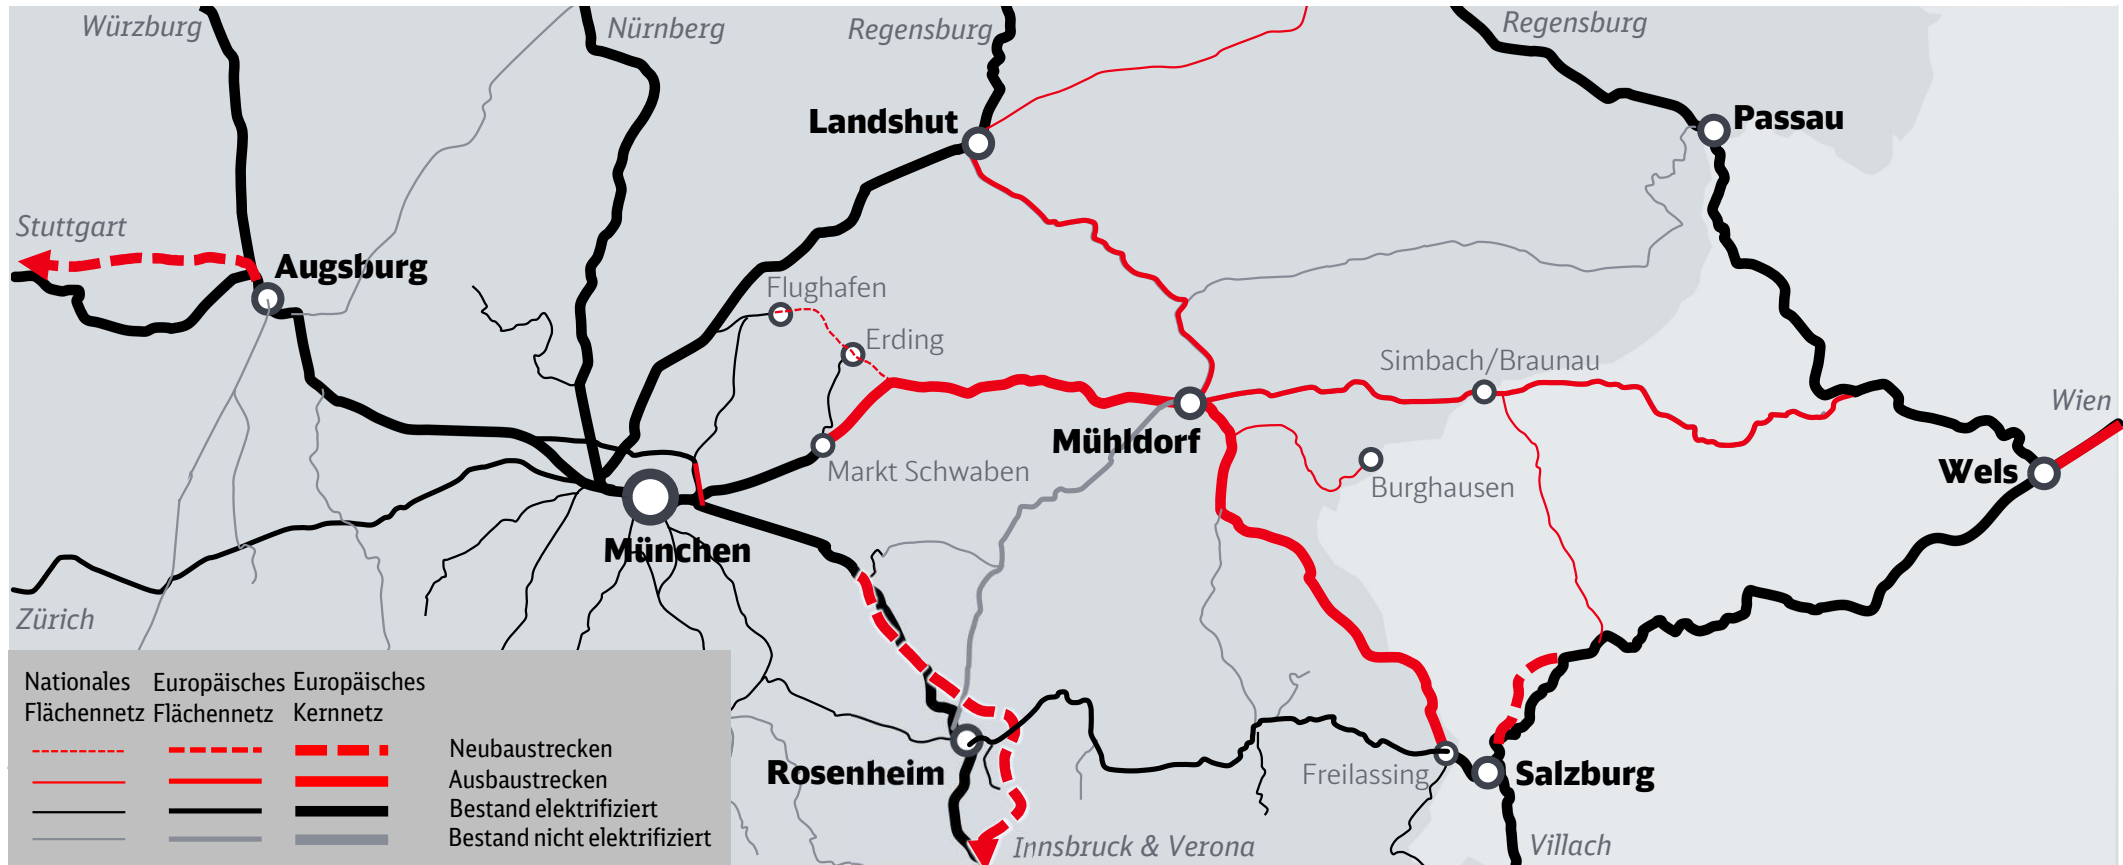 Würzburg
Nürnberg
Regensburg
Regensburg
Landshut
Passau
Stuttgart
Augsburg
Flughafen
Erding
Simbach/Braunau
Wien
Mühldorf
Markt Schwaben
Burghausen
Wels
München
Zürich
Rosenheim
Freilassing
Salzburg
Innsbruck & Verona
Villach
Nationales Europäisches Europäisches
Flächennetz Flächennetz Kernnetz
Neubaustrecken
Ausbaustrecken
Bestand elektrifiziert
Bestand nicht elektrifiziert